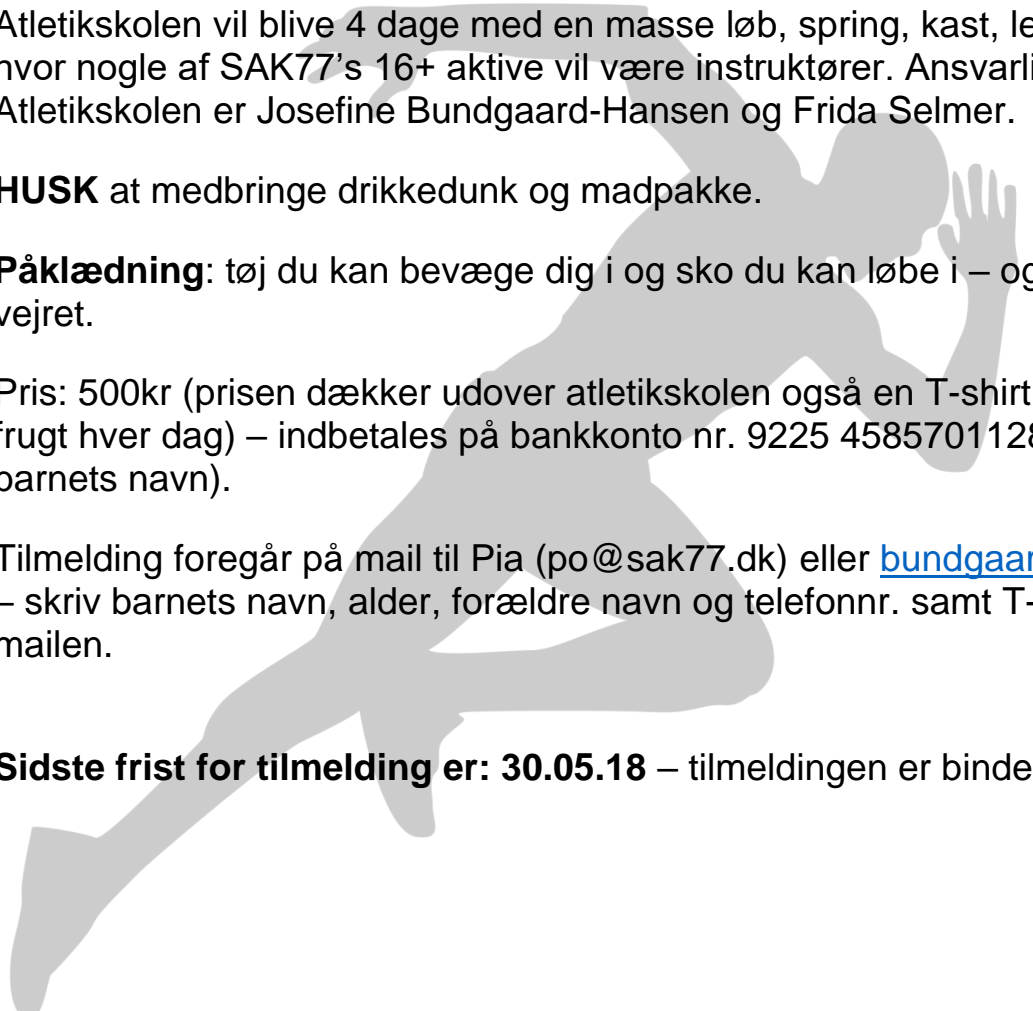 Atletikskolen vil blive 4 dage med en masse løb, spring, kast, le
hvor nogle af SAK77's 16+ aktive vil være instruktører. Ansvarli
Atletikskolen er Josefine Bundgaard-Hansen og Frida Selmer.
HUSK at medbringe drikkedunk og madpakke.
Påklædning: tøj du kan bevæge dig i og sko du kan løbe i – og
vejret.
Pris: 500kr (prisen dækker udover atletikskolen også en T-shirt
frugt hver dag) – indbetales på bankkonto nr. 9225 4585701128
barnets navn).
Tilmelding foregår på mail til Pia (po@sak77.dk) eller bundgaar
– skriv barnets navn, alder, forældre navn og telefonnr. samt T-
mailen.
Sidste frist for tilmelding er: 30.05.18 – tilmeldingen er binde